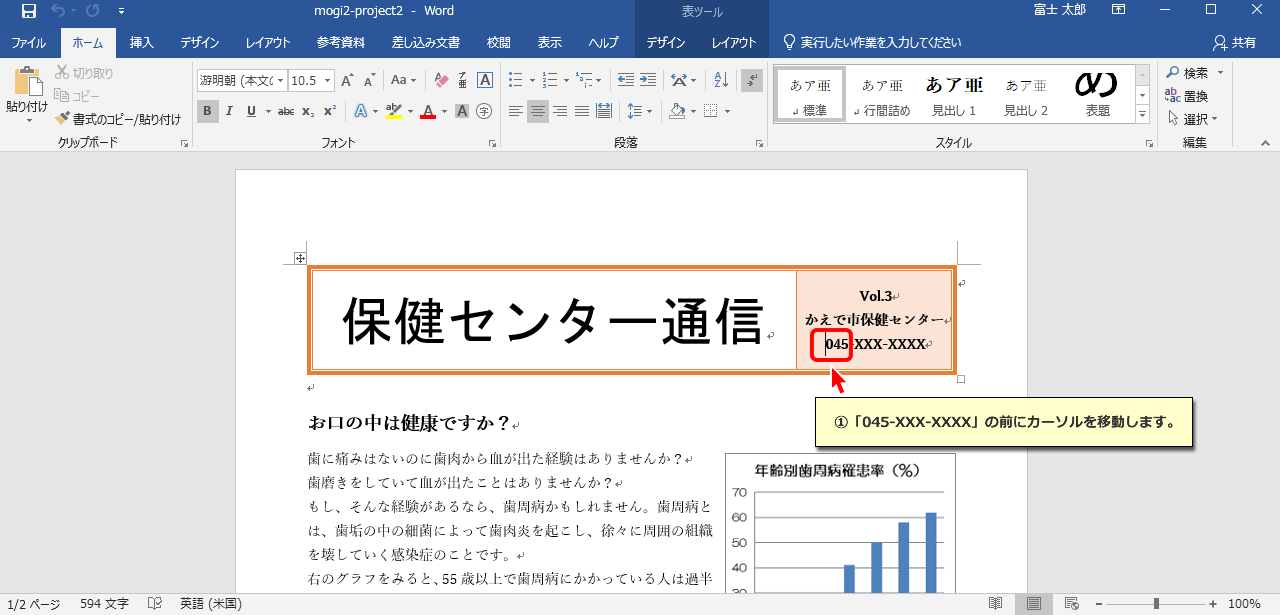 mogi2-project2 - Word
表ツール
富士 太郎
ファイル ホーム 挿入 デザイン レイアウト 参考資料 差し込み文書 校閲 表示 ヘルプ デザイン レイアウト 実行したい作業を入力してください 共有
貼り付け
切り取り
コピー
書式のコピー/貼り付け
クリップボード
游明朝 (本文の 10.5
フォント
段落
あア亜 標準
あア亜 行間詰め
あア亜 見出し 1
あア亜 見出し 2
表題
スタイル
検索
置換
選択
編集
保健センター通信
Vol.3
かえで市保健センター
045-XXX-XXXX
①「045-XXX-XXXX」の前にカーソルを移動します。
お口の中は健康ですか？
歯に痛みはないのに歯肉から血が出た経験はありませんか？
歯磨きをしていて血が出たことはありませんか？
もし、そんな経験があるなら、歯周病かもしれません。歯周病と
は、歯垢の中の細菌によって歯肉炎を起こし、徐々に周囲の組織
を壊していく感染症のことです。
右のグラフをみると、55 歳以上で歯周病にかかっている人は過半
年齢別歯周病罹患率（%）
70
60
50
40
30
1/2 ページ 594 文字 英語 (米国) 100%